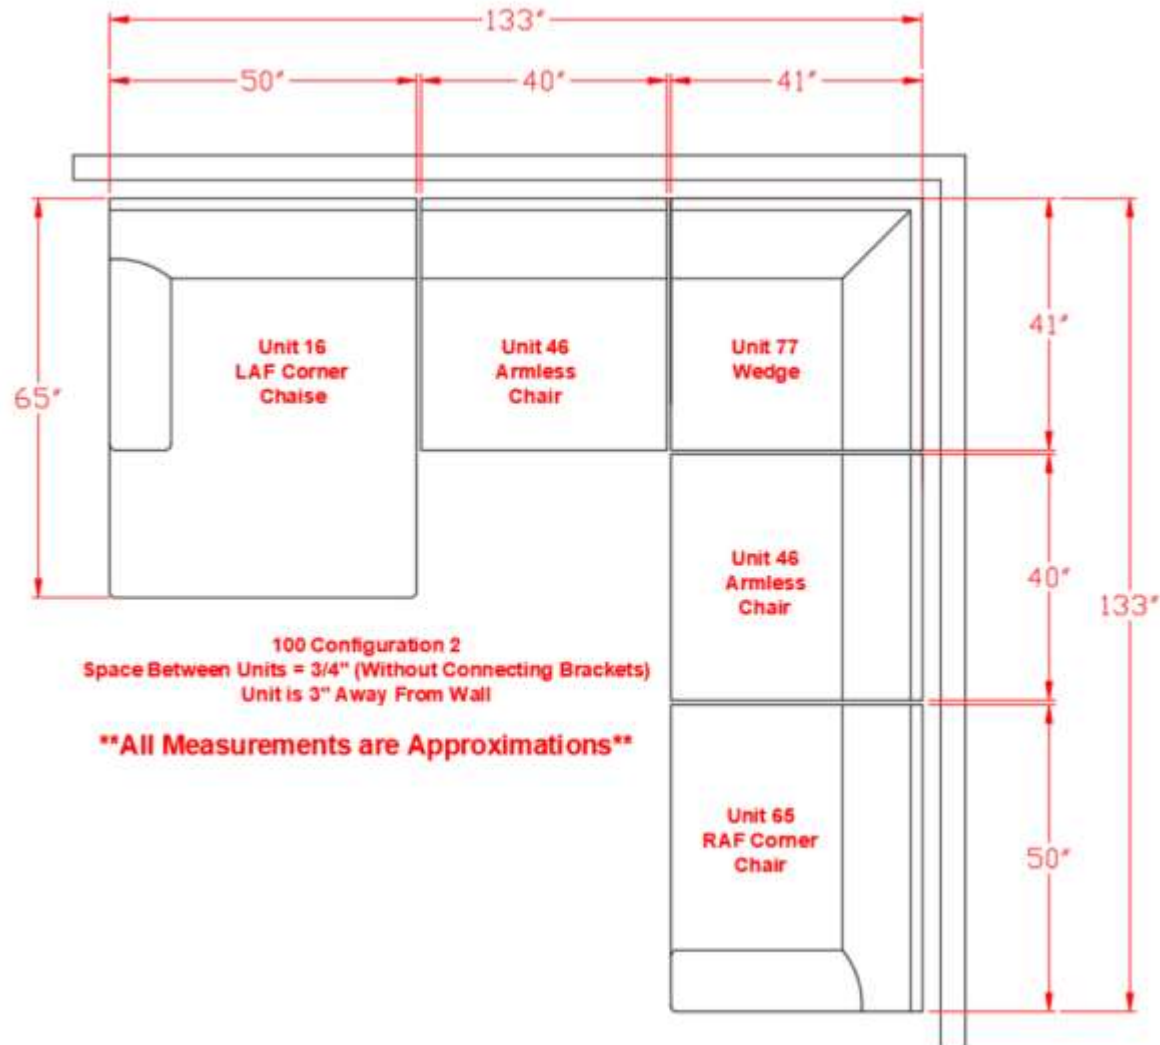 133"
50"
40"
41"
Unit 16
LAF Corner
Chaise
Unit 46
Armless
Chair
Unit 77
Wedge
41"
65"
Unit 46
Armless
Chair
40"
133"
100 Configuration 2
Space Between Units = 3/4" (Without Connecting Brackets)
Unit is 3" Away From Wall
**All Measurements are Approximations**
Unit 65
RAF Corner
Chair
50"